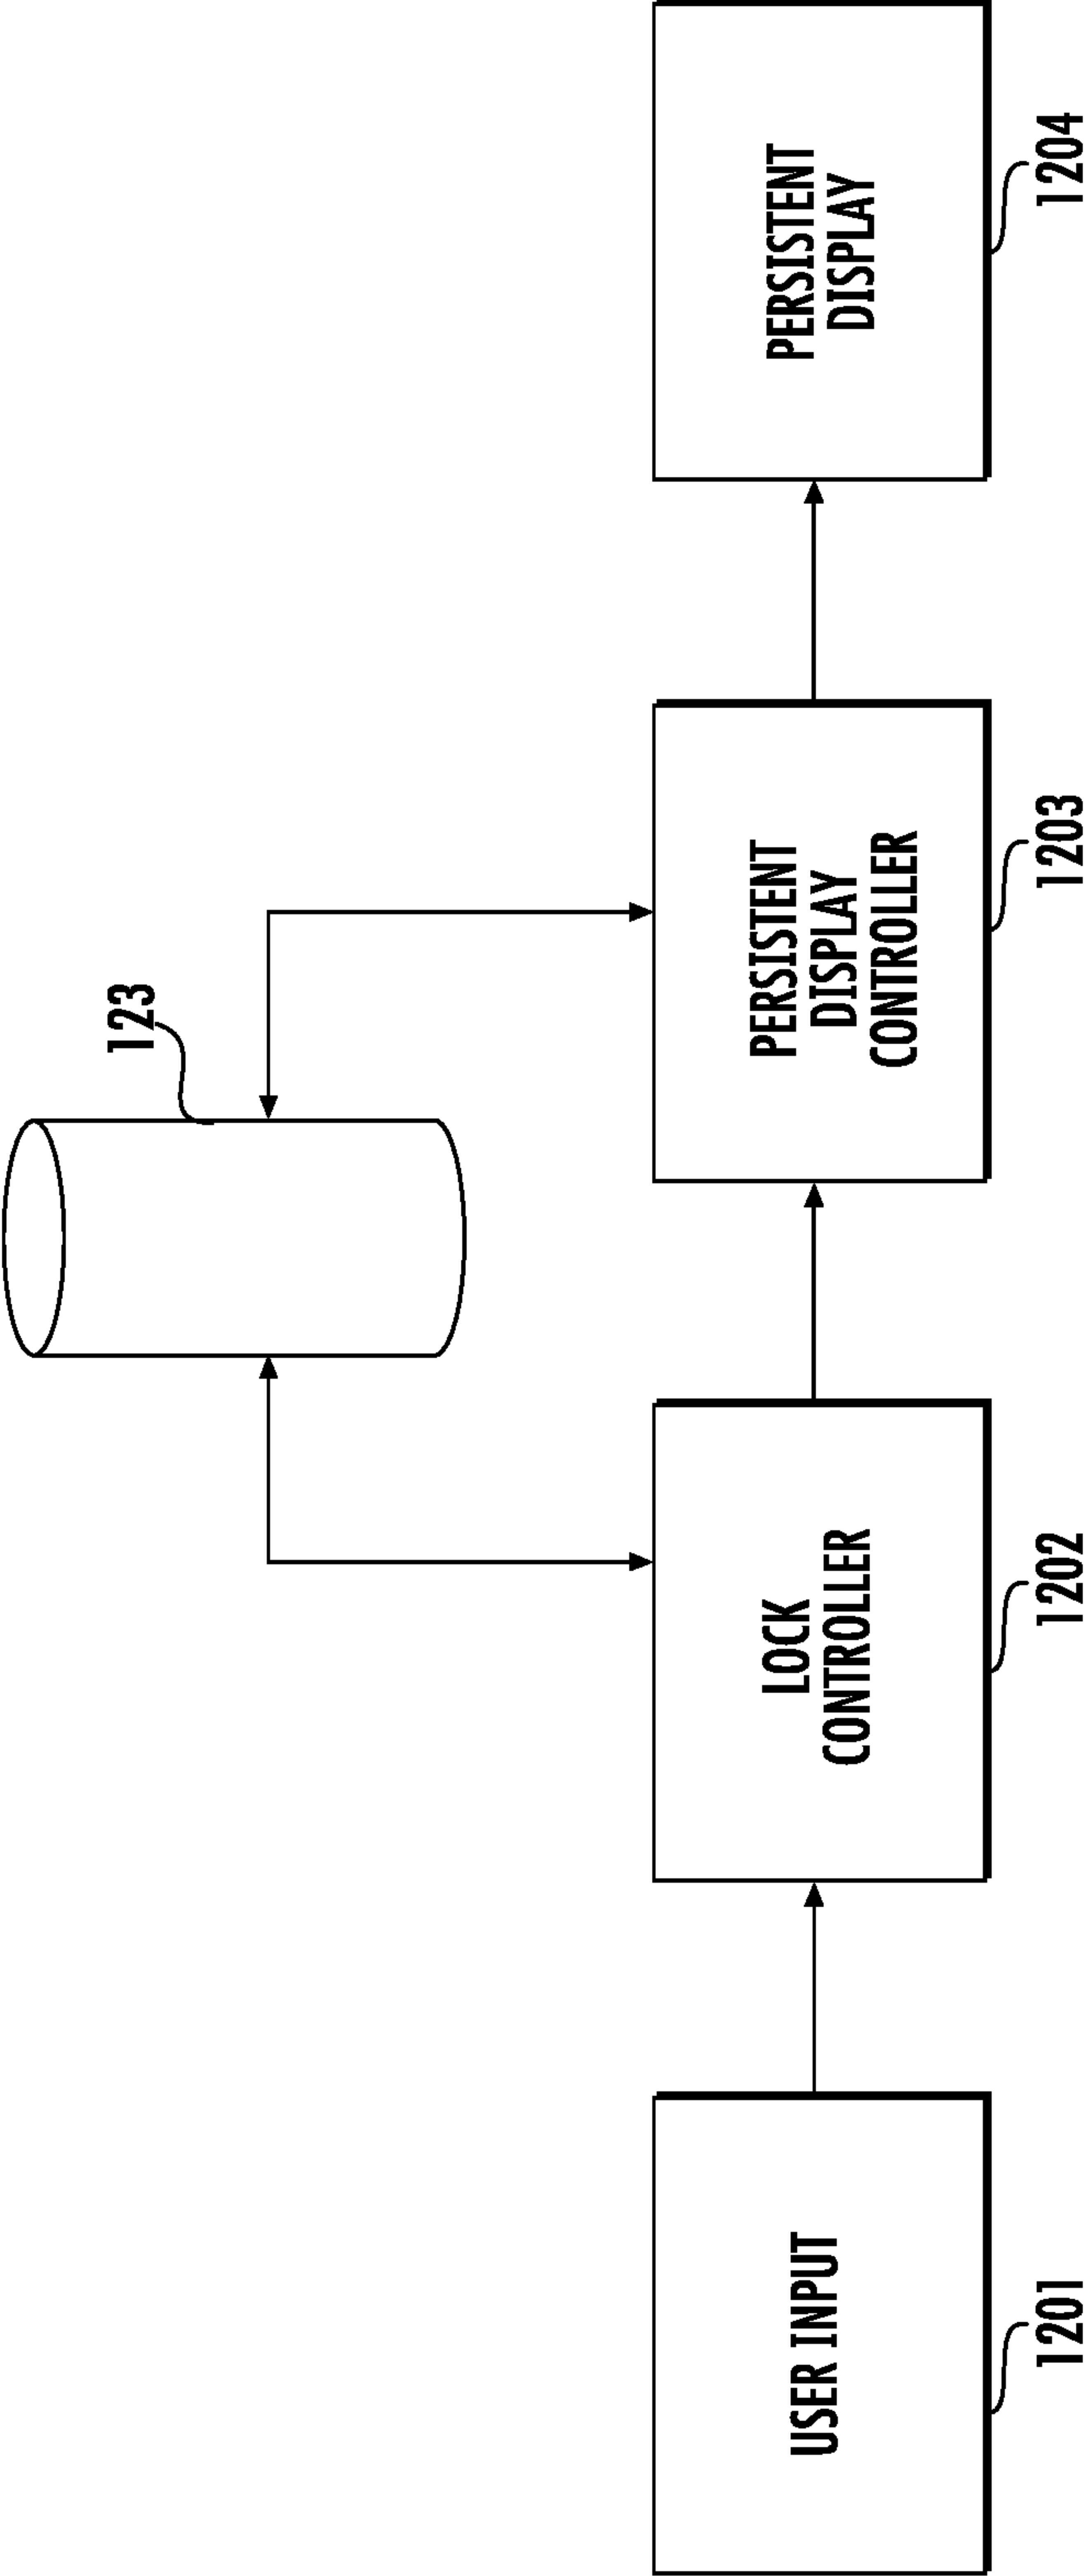 123
USER INPUT
LOCK
CONTROLLER
PERSISTENT
DISPLAY
CONTROLLER
PERSISTENT
DISPLAY
1201
1202
1203
1204